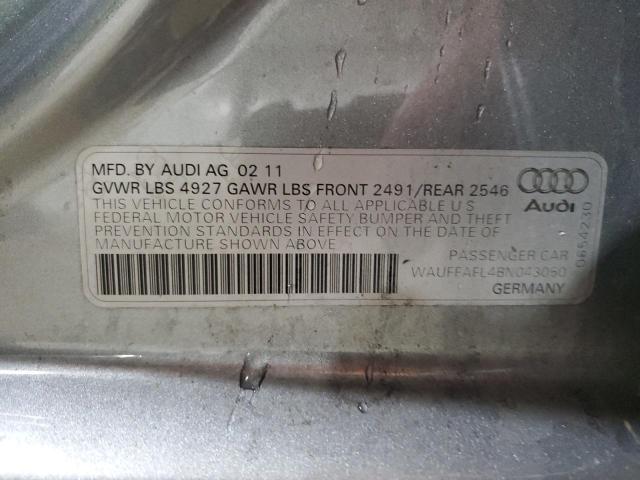 MFD. BY AUDI AG 02 11
GVWR LBS 4927 GAWR LBS FRONT 2491/REAR 2546
THIS VEHICLE CONFORMS TO ALL APPLICABLE U S
FEDERAL MOTOR VEHICLE SAFETY BUMPER AND THEFT
PREVENTION STANDARDS IN EFFECT ON THE DATE OF
MANUFACTURE SHOWN ABOVE
Audi
0654230
PASSENGER CAR
WAUFFAFL4BN043050
GERMANY